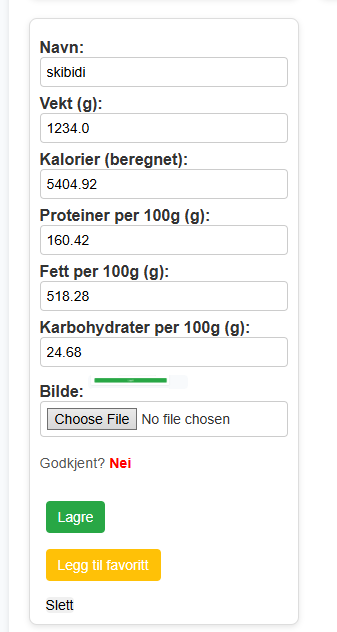 Navn:
skibidi
Vekt (g):
1234.0
Kalorier (beregnet):
5404.92
Proteiner per 100g (g):
160.42
Fett per 100g (g):
518.28
Karbohydrater per 100g (g):
24.68
Bilde:
Choose File No file chosen
Godkjent? Nei
Lagre
Legg til favoritt
Slett